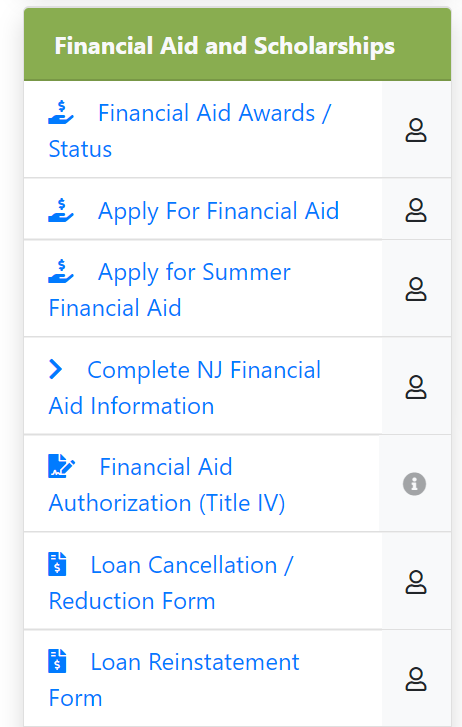 Financial Aid and Scholarships
Financial Aid Awards /
Status
Apply For Financial Aid
Apply for Summer
Financial Aid
Complete NJ Financial
Aid Information
Financial Aid
Authorization (Title IV)
Loan Cancellation /
Reduction Form
Loan Reinstatement
Form